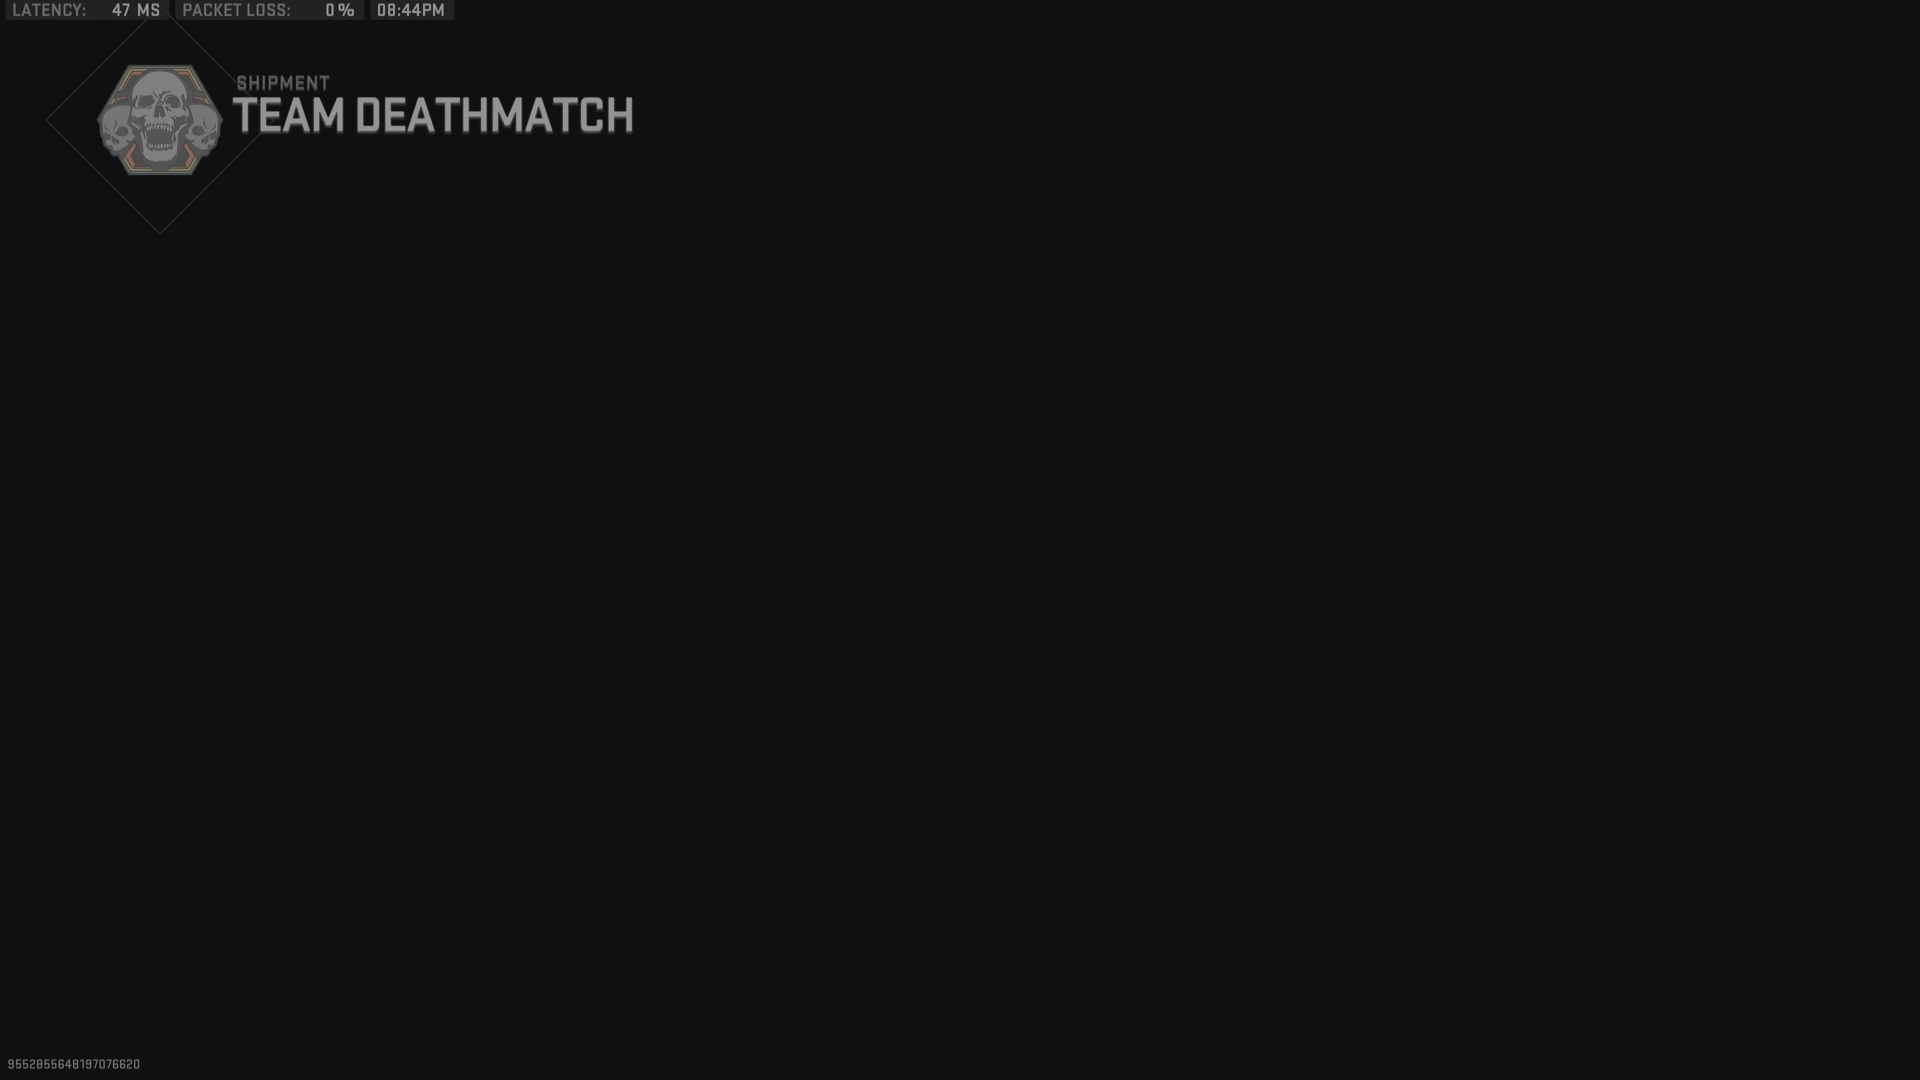 LATENCY: 47 MS PACKET LOSS: 0 % 08:44PM
SHIPMENT
TEAM DEATHMATCH
9552855648197076620